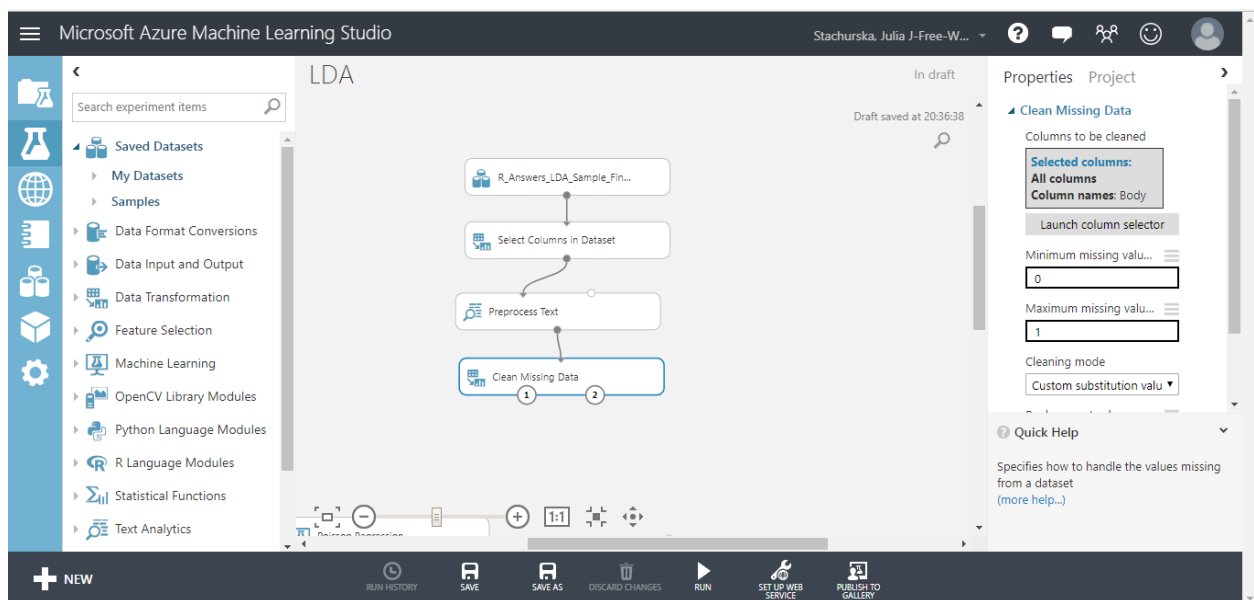 Microsoft Azure Machine Learning Studio
Stachurska, Julia J-Free-W...
Search experiment items
Saved Datasets
My Datasets
Samples
Data Format Conversions
Data Input and Output
Data Transformation
Feature Selection
Machine Learning
OpenCV Library Modules
Python Language Modules
R Language Modules
Statistical Functions
Text Analytics
LDA
In draft
Draft saved at 20:36:38
R_Answers_LDA_Sample_Fin...
Select Columns in Dataset
Preprocess Text
Clean Missing Data
1 2
Poisson Regression
1:1
Properties Project
Clean Missing Data
Columns to be cleaned
Selected columns:
All columns
Column names: Body
Launch column selector
Minimum missing valu...
0
Maximum missing valu...
1
Cleaning mode
Custom substitution valu
Quick Help
Specifies how to handle the values missing
from a dataset
(more help...)
NEW
RUN HISTORY
SAVE
SAVE AS
DISCARD CHANGES
RUN
SET UP WEB
SERVICE
PUBLISH TO
GALLERY